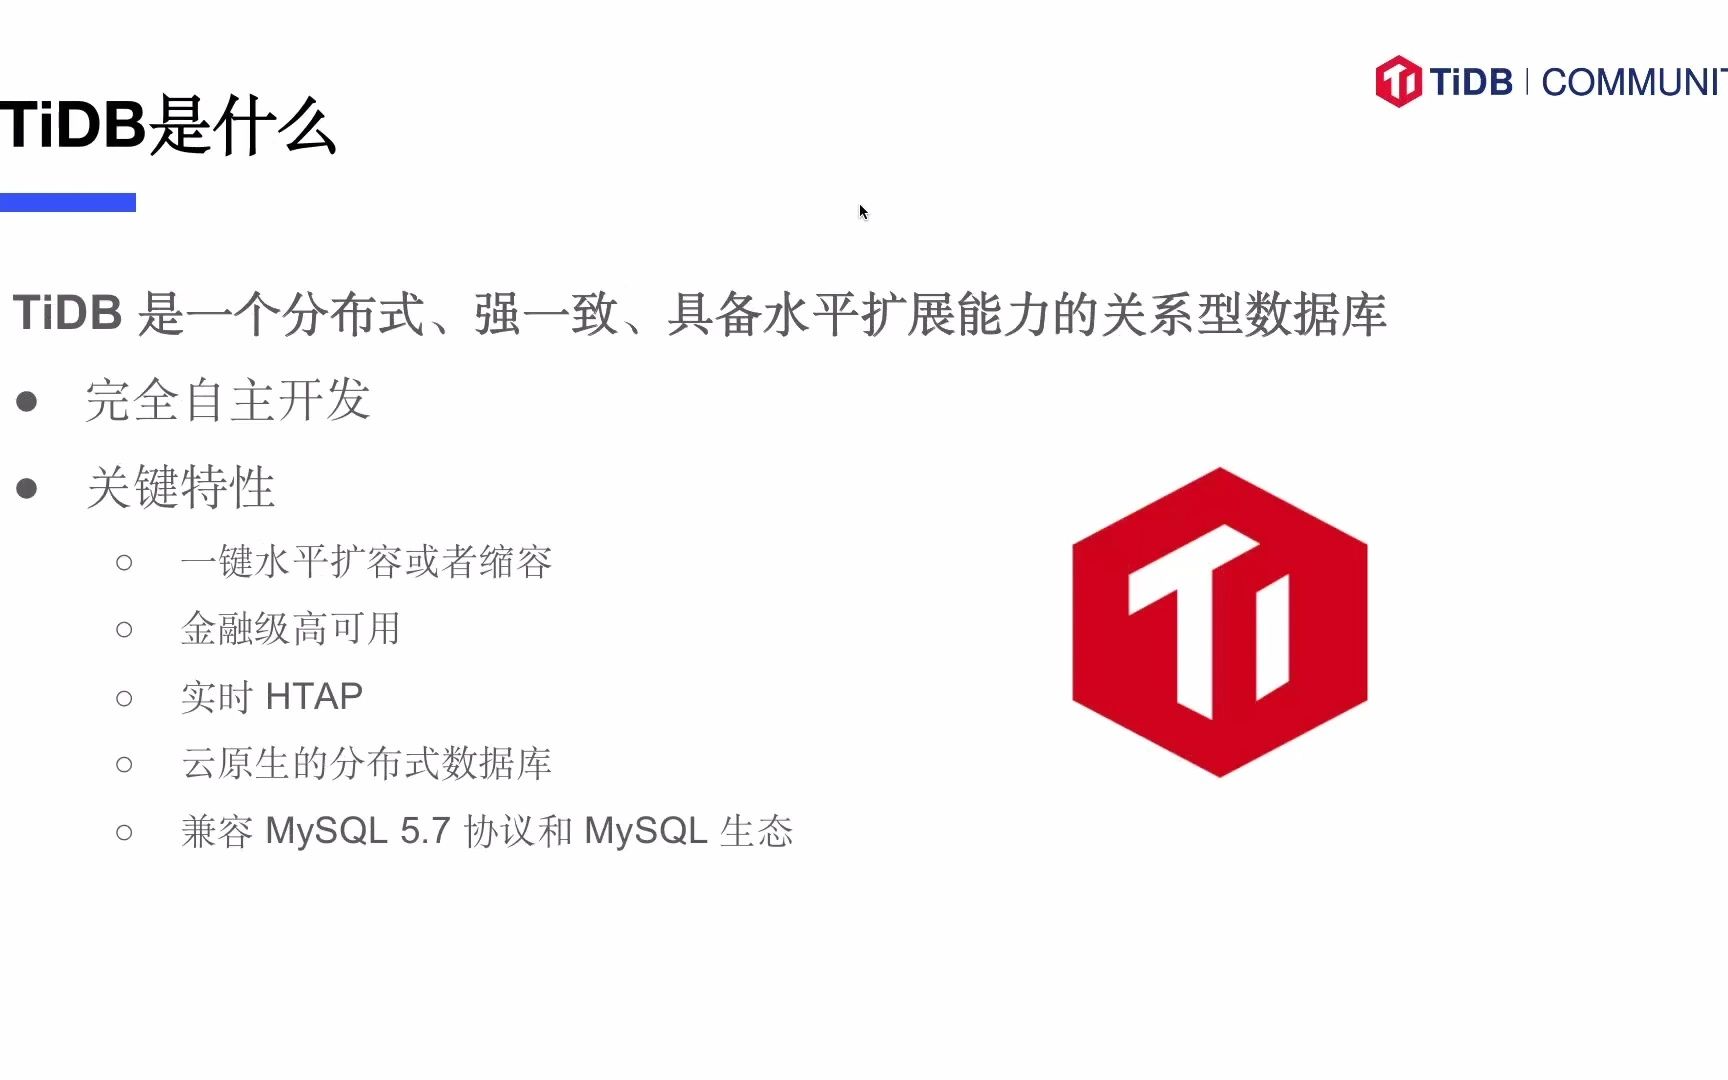 TiDB | COMMUNIT
TiDB是什么
TiDB 是一个分布式、强一致、具备水平扩展能力的关系型数据库
● 完全自主开发
● 关键特性
○ 一键水平扩容或者缩容
○ 金融级高可用
○ 实时 HTAP
○ 云原生的分布式数据库
○ 兼容 MySQL 5.7 协议和 MySQL 生态
Ti